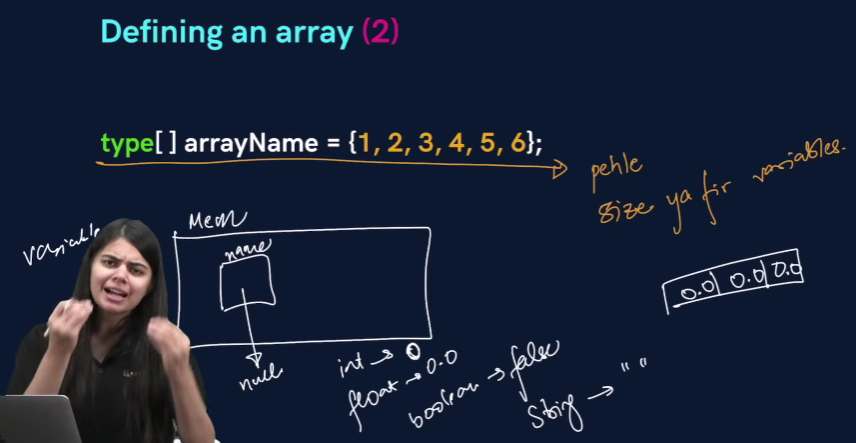 Defining an array (2)
type[ ] arrayName = {1, 2, 3, 4, 5, 6};
pehle
size ya fir variables.
variable
Mem
name
null
int → 0
float → 0.0
boolean → false
String → " "
0.0 0.0 0.0